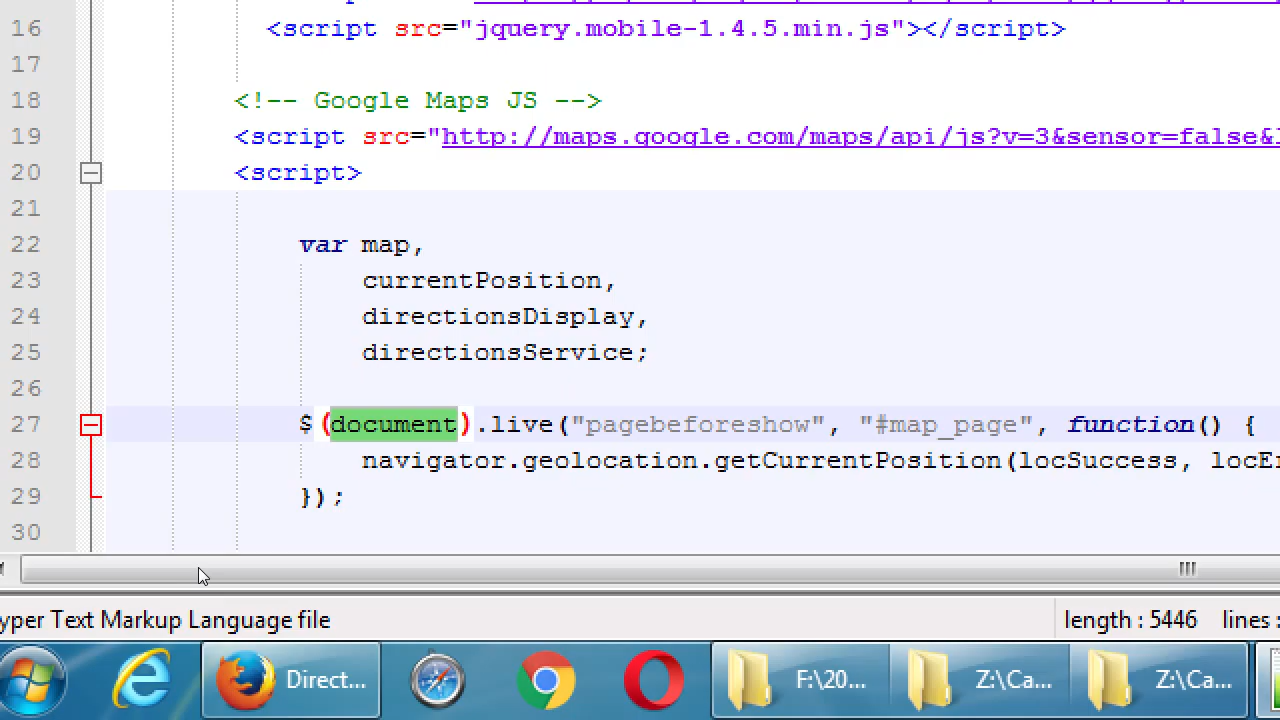 16 <script src="jquery.mobile-1.4.5.min.js"></script>
17
18 <!-- Google Maps JS -->
19 <script src="http://maps.google.com/maps/api/js?v=3&sensor=false&
20 <script>
21
22 var map,
23 currentPosition,
24 directionsDisplay,
25 directionsService;
26
27 $(document).live("pagebeforeshow", "#map_page", function() {
28 navigator.geolocation.getCurrentPosition(locSuccess, locEr
29 });
30
yper Text Markup Language file length : 5446 lines :
Direct... F:\20... Z:\Ca... Z:\Ca...